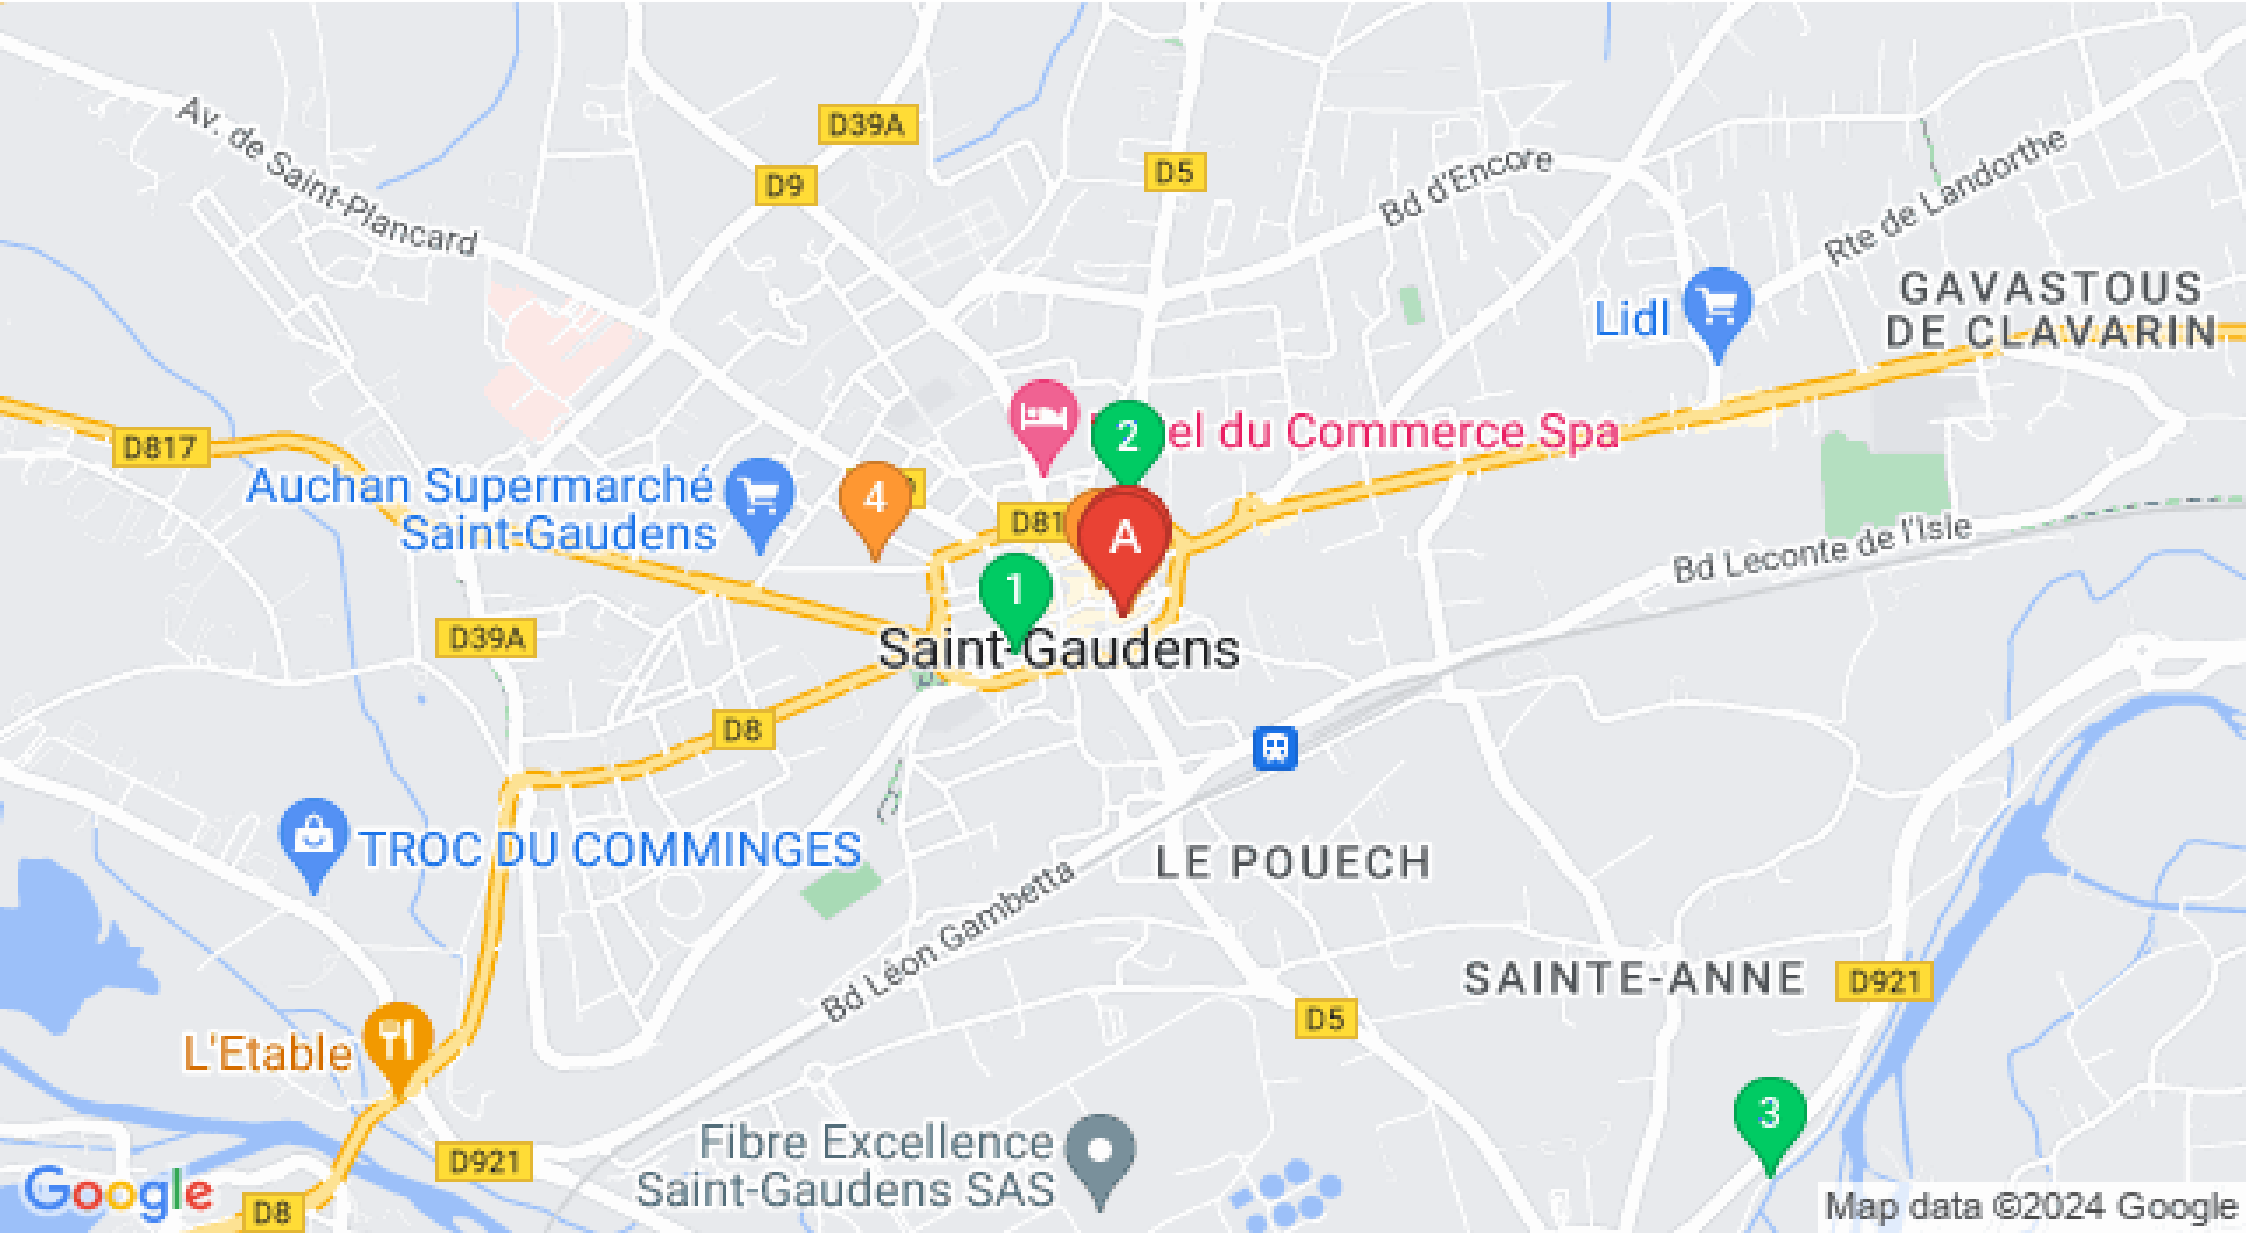 D39A
Av. de Saint-Plancard
D9
D5
Bd d'Encore
Rte de Landorthe
GAVASTOUS
DE CLAVARIN
Lidl
D817
2
el du Commerce Spa
Auchan Supermarché
Saint-Gaudens
4
D81
A
Bd Leconte de l'Isle
1
D39A
Saint-Gaudens
D8
TROC DU COMMINGES
LE POUECH
Bd Léon Gambetta
SAINTE-ANNE
D921
D5
L'Etable
3
Fibre Excellence
Saint-Gaudens SAS
D921
Google
D8
Map data ©2024 Google